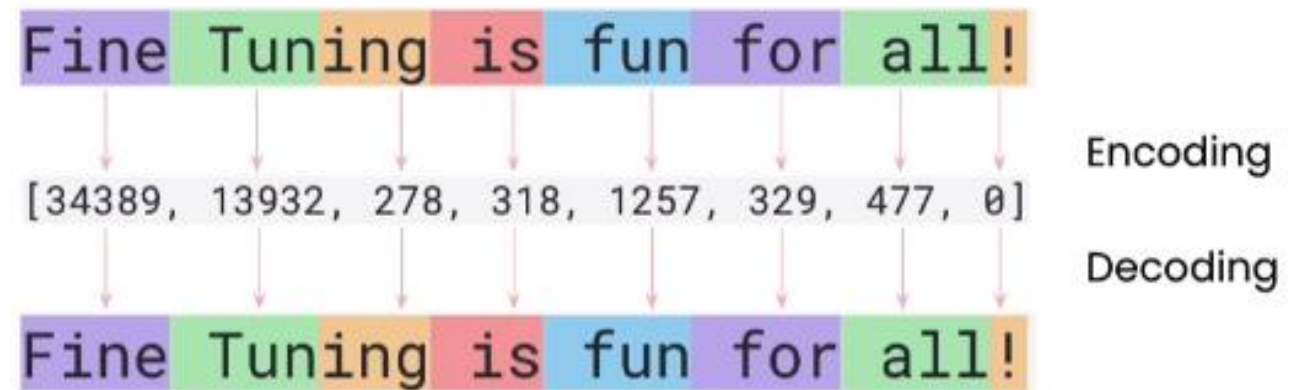 Fine Tuning is fun for all!
Encoding
[34389, 13932, 278, 318, 1257, 329, 477, 0]
Decoding
Fine Tuning is fun for all!